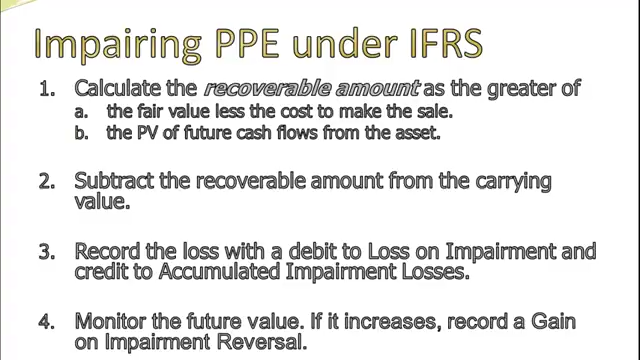 Impairing PPE under IFRS
1. Calculate the recoverable amount as the greater of
a. the fair value less the cost to make the sale.
b. the PV of future cash flows from the asset.
2. Subtract the recoverable amount from the carrying
value.
3. Record the loss with a debit to Loss on Impairment and
credit to Accumulated Impairment Losses.
4. Monitor the future value. If it increases, record a Gain
on Impairment Reversal.